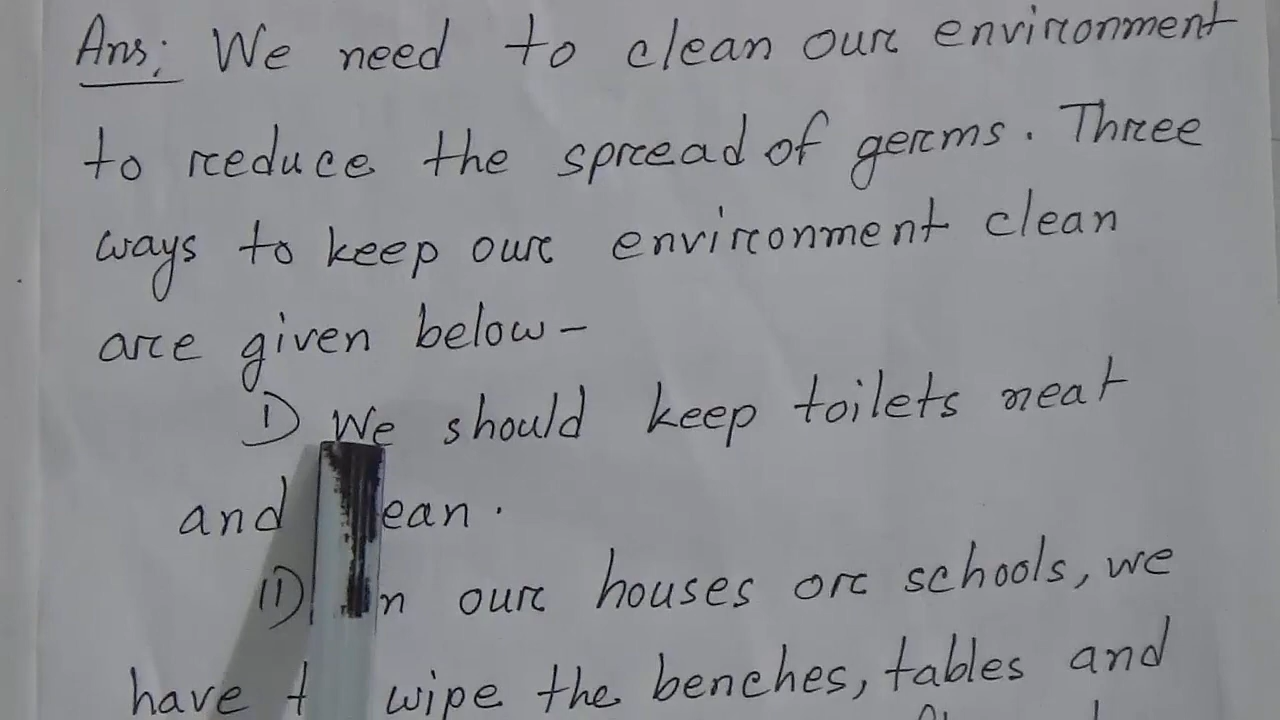 Ans: We need to clean our environment
to reduce the spread of germs. Three
ways to keep our environment clean
are given below-
I) We should keep toilets neat
and ean.
II) n our houses or schools, we
have t wipe the benches, tables and